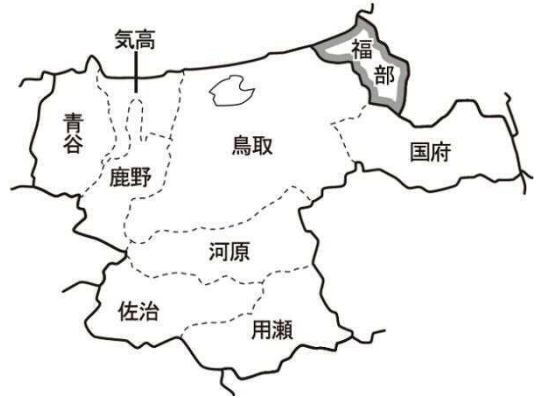 気高
福部
青谷
鳥取
国府
鹿野
河原
佐治
用瀬